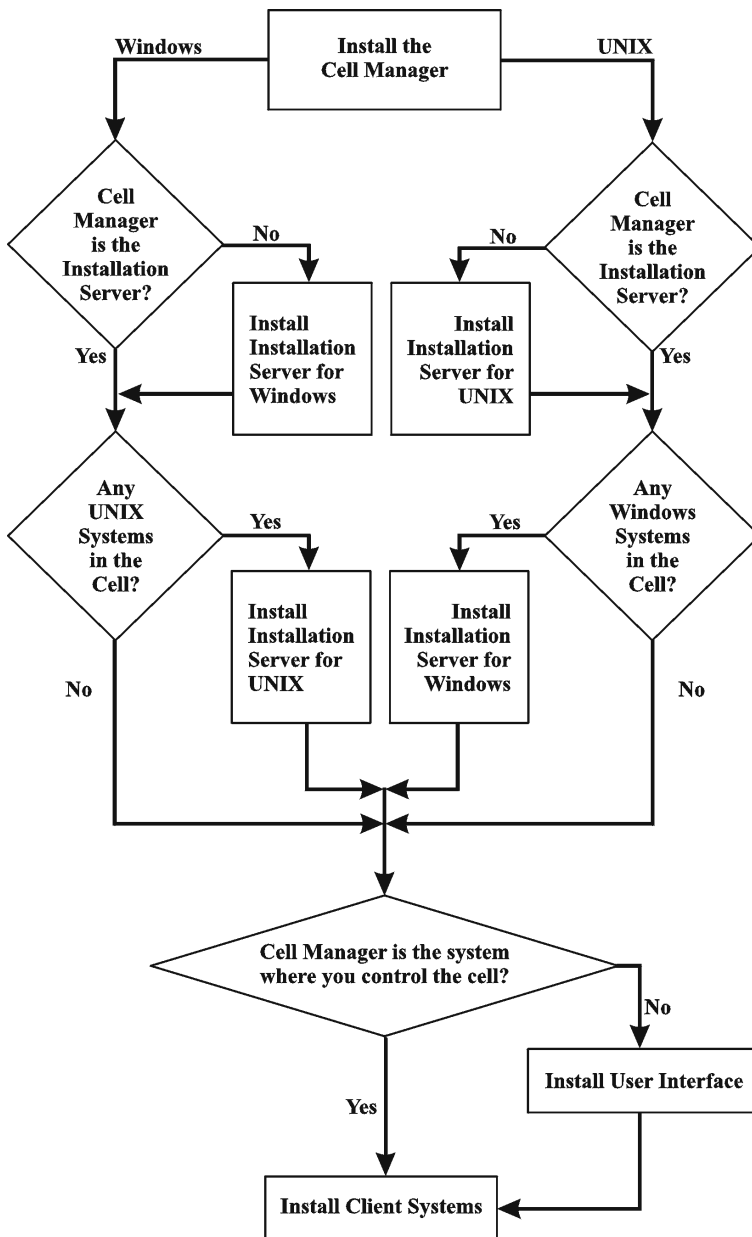 Windows
Install the
Cell Manager
UNIX
Cell
Manager
is the
Installation
Server?
No
Yes
Install
Installation
Server for
Windows
No
Cell
Manager
is the
Installation
Server?
Yes
Install
Installation
Server for
UNIX
Any
UNIX
Systems
in the
Cell?
Yes
No
Install
Installation
Server for
UNIX
Yes
Any
Windows
Systems
in the
Cell?
No
Install
Installation
Server for
Windows
Cell Manager is the system
where you control the cell?
No
Install User Interface
Yes
Install Client Systems